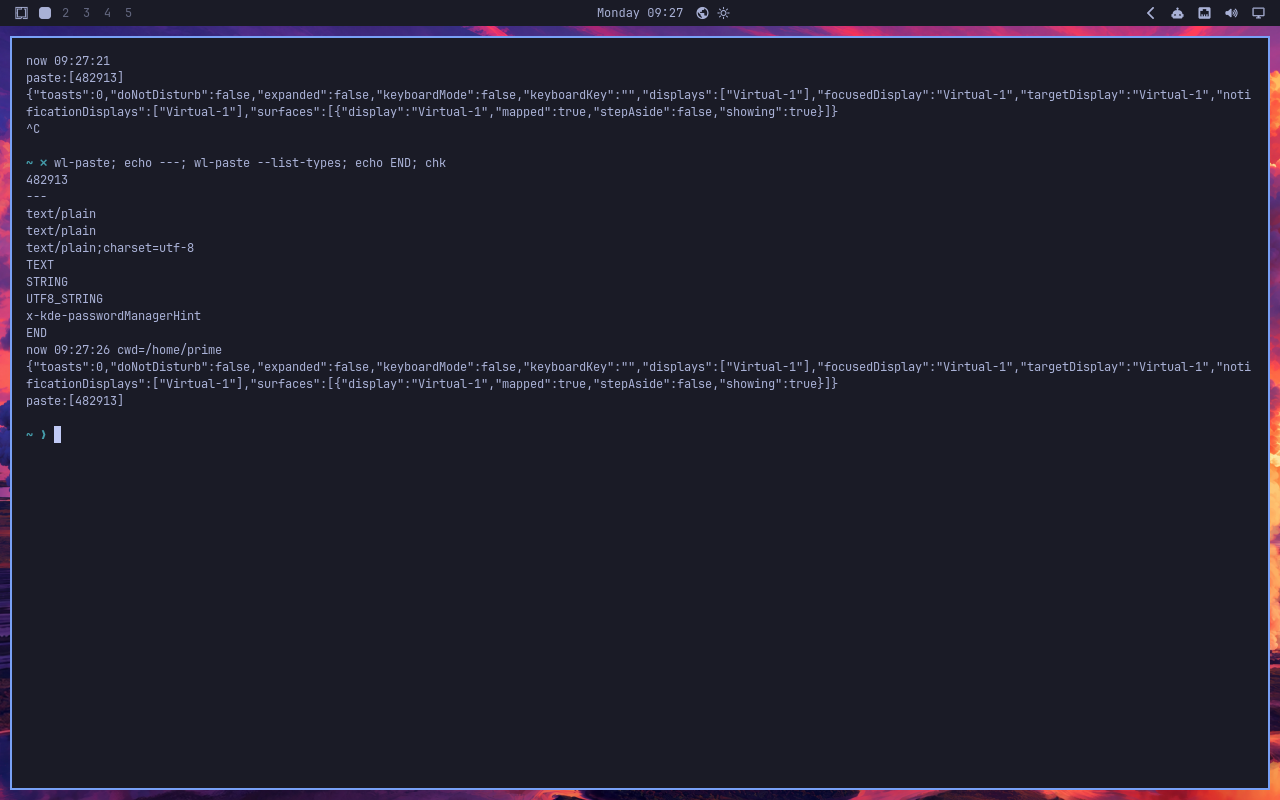 2 3 4 5 Monday 09:27
now 09:27:21
paste:[482913]
{"toasts":0,"doNotDisturb":false,"expanded":false,"keyboardMode":false,"keyboardKey":"","displays":["Virtual-1"],"focusedDisplay":"Virtual-1","targetDisplay":"Virtual-1","noti
ficationDisplays":["Virtual-1"],"surfaces":[{"display":"Virtual-1","mapped":true,"stepAside":false,"showing":true}]}
^C
~ × wl-paste; echo ---; wl-paste --list-types; echo END; chk
482913
---
text/plain
text/plain
text/plain;charset=utf-8
TEXT
STRING
UTF8_STRING
x-kde-passwordManagerHint
END
now 09:27:26 cwd=/home/prime
{"toasts":0,"doNotDisturb":false,"expanded":false,"keyboardMode":false,"keyboardKey":"","displays":["Virtual-1"],"focusedDisplay":"Virtual-1","targetDisplay":"Virtual-1","noti
ficationDisplays":["Virtual-1"],"surfaces":[{"display":"Virtual-1","mapped":true,"stepAside":false,"showing":true}]}
paste:[482913]
~ ❯